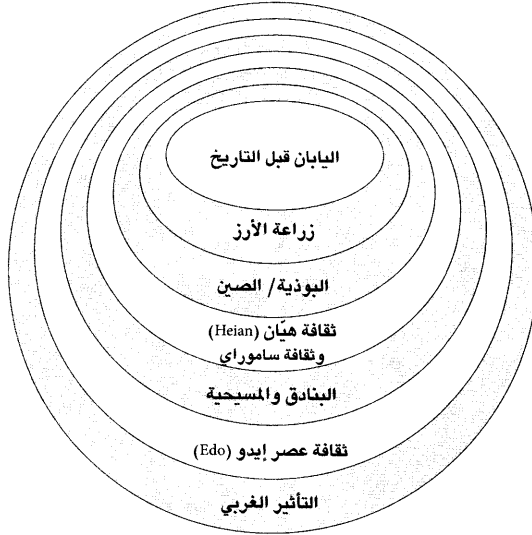 اليابان قبل التاريخ
زراعة الأرز
البوذية/ الصين
ثقافة هيّان (Heian)
وثقافة ساموراي
البنادق والمسيحية
ثقافة عصر إيدو (Edo)
التأثير الغربي